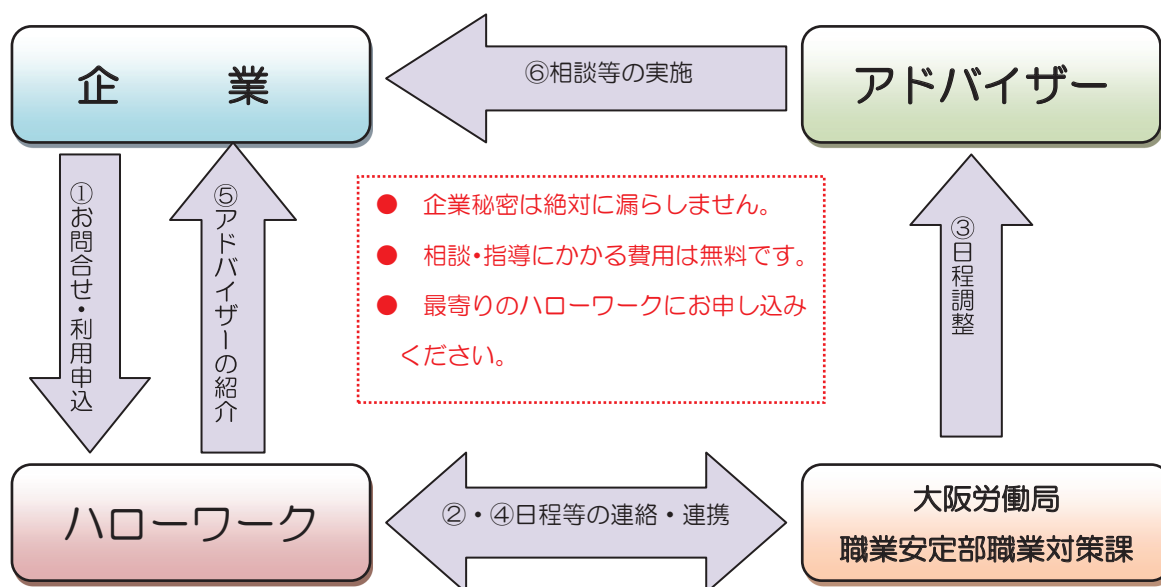 企　業
⑥相談等の実施
アドバイザー
①お問合せ・利用申込
⑤アドバイザーの紹介
● 企業秘密は絶対に漏らしません。
● 相談・指導にかかる費用は無料です。
● 最寄りのハローワークにお申し込み
ください。
③日程調整
ハローワーク
②・④日程等の連絡・連携
大阪労働局
職業安定部職業対策課